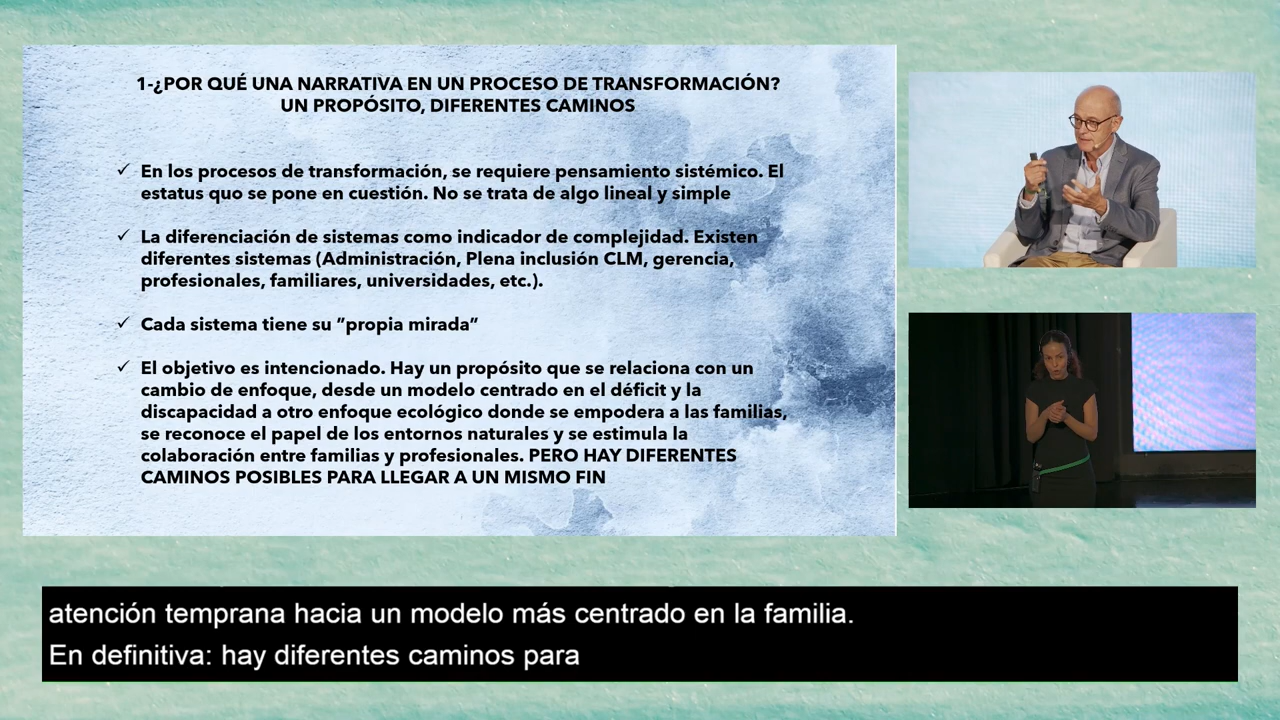 1-¿POR QUÉ UNA NARRATIVA EN UN PROCESO DE TRANSFORMACIÓN?
UN PROPÓSITO, DIFERENTES CAMINOS
✓ En los procesos de transformación, se requiere pensamiento sistémico. El
estatus quo se pone en cuestión. No se trata de algo lineal y simple
✓ La diferenciación de sistemas como indicador de complejidad. Existen
diferentes sistemas (Administración, Plena inclusión CLM, gerencia,
profesionales, familiares, universidades, etc.).
✓ Cada sistema tiene su ”propia mirada”
✓ El objetivo es intencionado. Hay un propósito que se relaciona con un
cambio de enfoque, desde un modelo centrado en el déficit y la
discapacidad a otro enfoque ecológico donde se empodera a las familias,
se reconoce el papel de los entornos naturales y se estimula la
colaboración entre familias y profesionales. PERO HAY DIFERENTES
CAMINOS POSIBLES PARA LLEGAR A UN MISMO FIN
atención temprana hacia un modelo más centrado en la familia.
En definitiva: hay diferentes caminos para